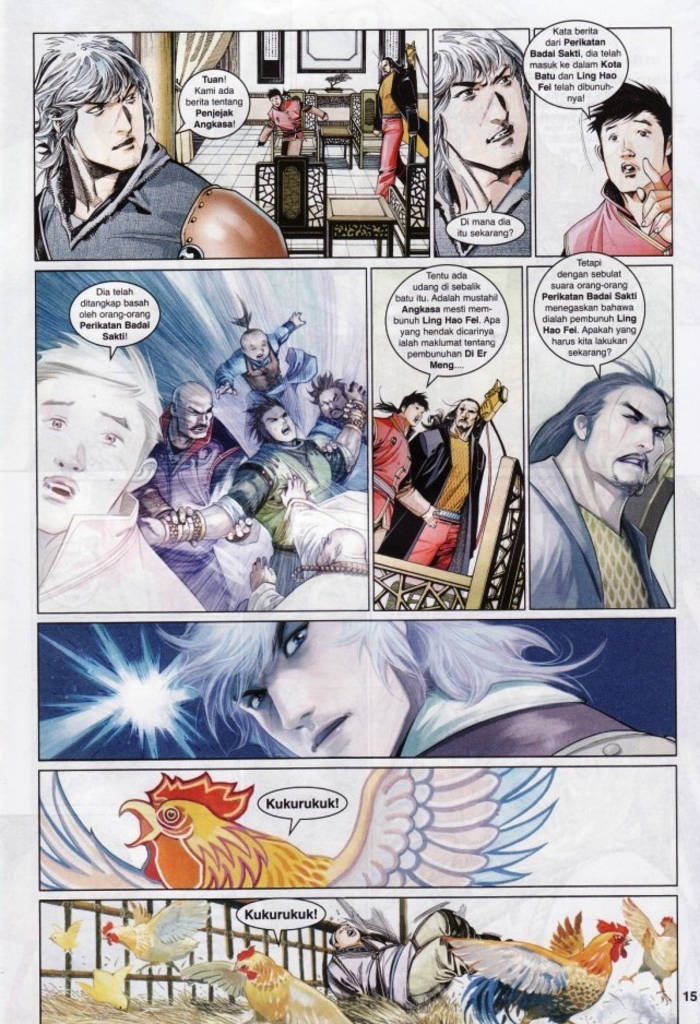 Tuan!
Kami ada
berita tentang
Penjejak
Angkasa!
Di mana dia
itu sekarang?
Kata berita
dari Perikatan
Badai Sakti, dia telah
masuk ke dalam Kota
Batu dan Ling Hao
Fei telah dibunuh-
nya!
Dia telah
ditangkap basah
oleh orang-orang
Perikatan Badai
Sakti!
Tentu ada
udang di sebalik
batu itu. Adalah mustahil
Angkasa mesti mem-
bunuh Ling Hao Fei. Apa
yang hendak dicarinya
ialah maklumat tentang
pembunuhan Di Er
Meng....
Tetapi
dengan sebulat
suara orang-orang
Perikatan Badai Sakti
menegaskan bahawa
dialah pembunuh Ling
Hao Fei. Apakah yang
harus kita lakukan
sekarang?
Kukurukuk!
Kukurukuk!
15